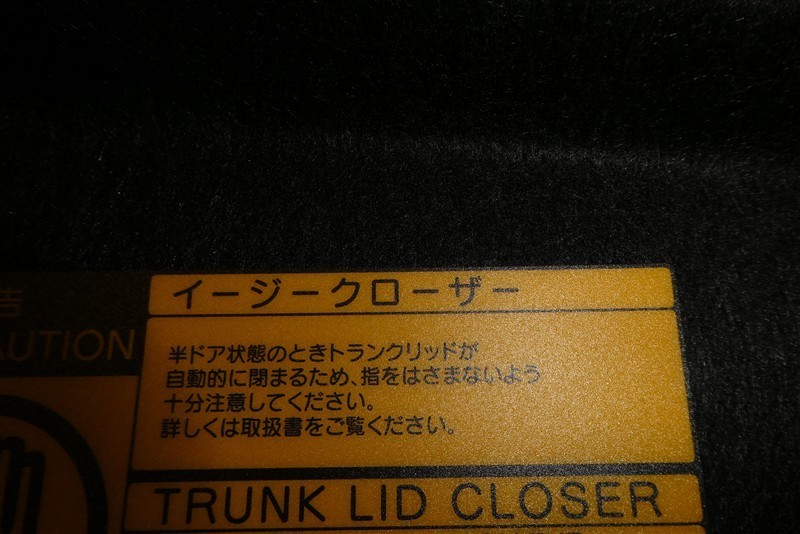 告
AUTION
イージークローザー
半ドア状態のときトランクリッドが
自動的に閉まるため、指をはさまないよう
十分注意してください。
詳しくは取扱書をご覧ください。
TRUNK LID CLOSER